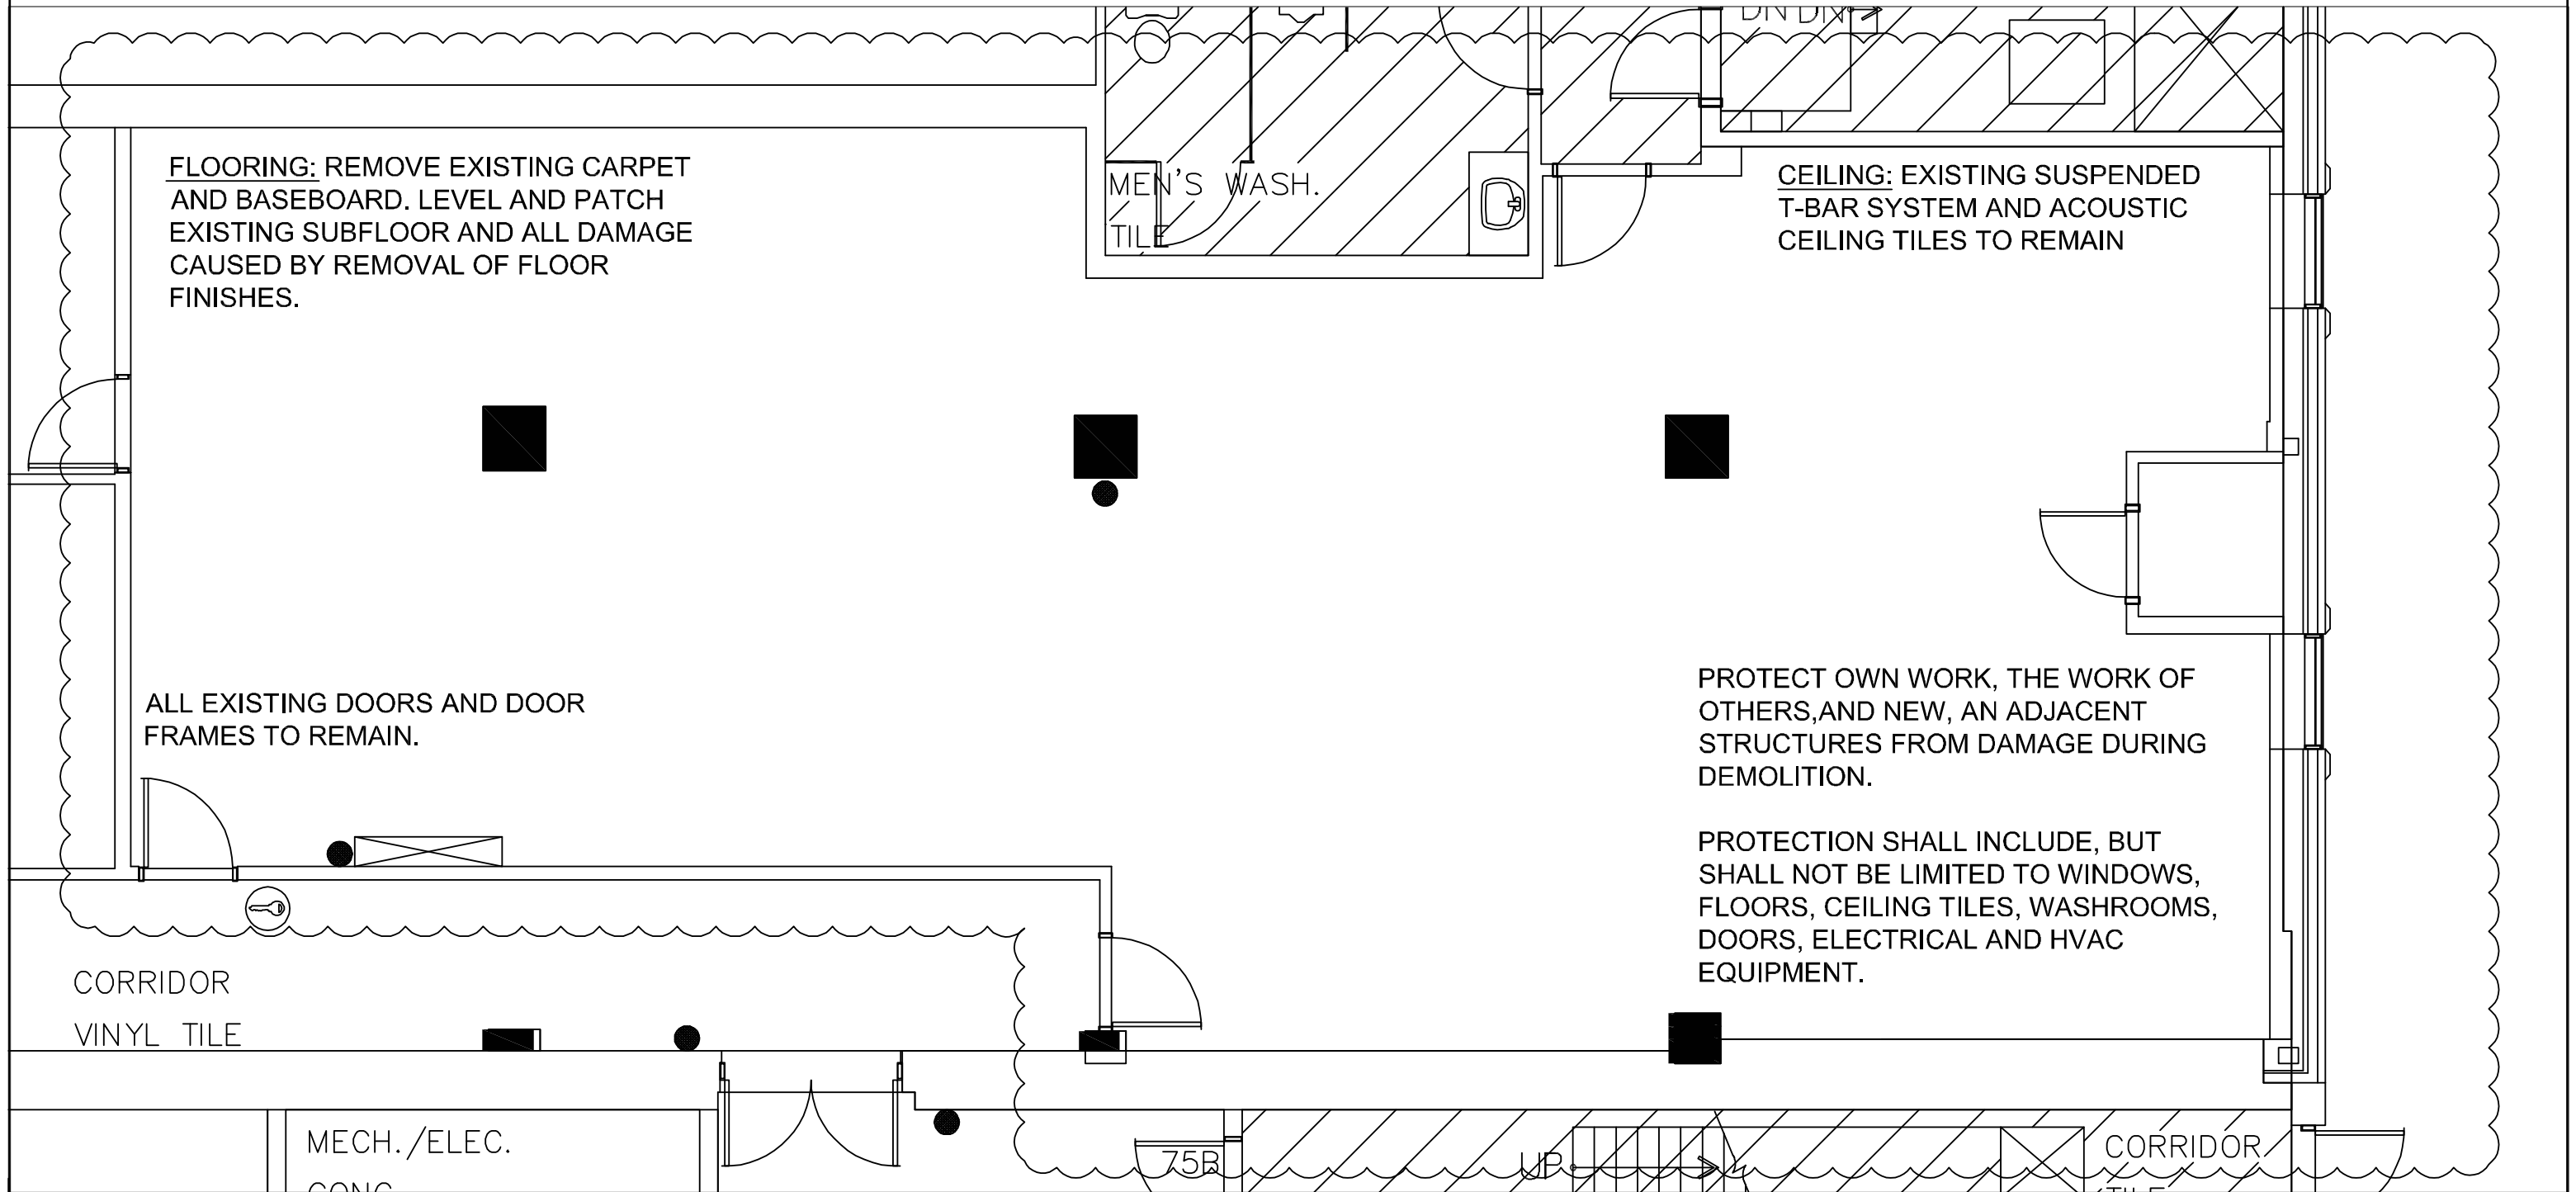 DN DN
FLOORING: REMOVE EXISTING CARPET
AND BASEBOARD. LEVEL AND PATCH
EXISTING SUBFLOOR AND ALL DAMAGE
CAUSED BY REMOVAL OF FLOOR
FINISHES.
MEN'S WASH.
TILE
CEILING: EXISTING SUSPENDED
T-BAR SYSTEM AND ACOUSTIC
CEILING TILES TO REMAIN
ALL EXISTING DOORS AND DOOR
FRAMES TO REMAIN.
PROTECT OWN WORK, THE WORK OF
OTHERS,AND NEW, AN ADJACENT
STRUCTURES FROM DAMAGE DURING
DEMOLITION.
PROTECTION SHALL INCLUDE, BUT
SHALL NOT BE LIMITED TO WINDOWS,
FLOORS, CEILING TILES, WASHROOMS,
DOORS, ELECTRICAL AND HVAC
EQUIPMENT.
CORRIDOR
VINYL TILE
MECH./ELEC.
CONC
75B
UP
CORRIDOR
TILE